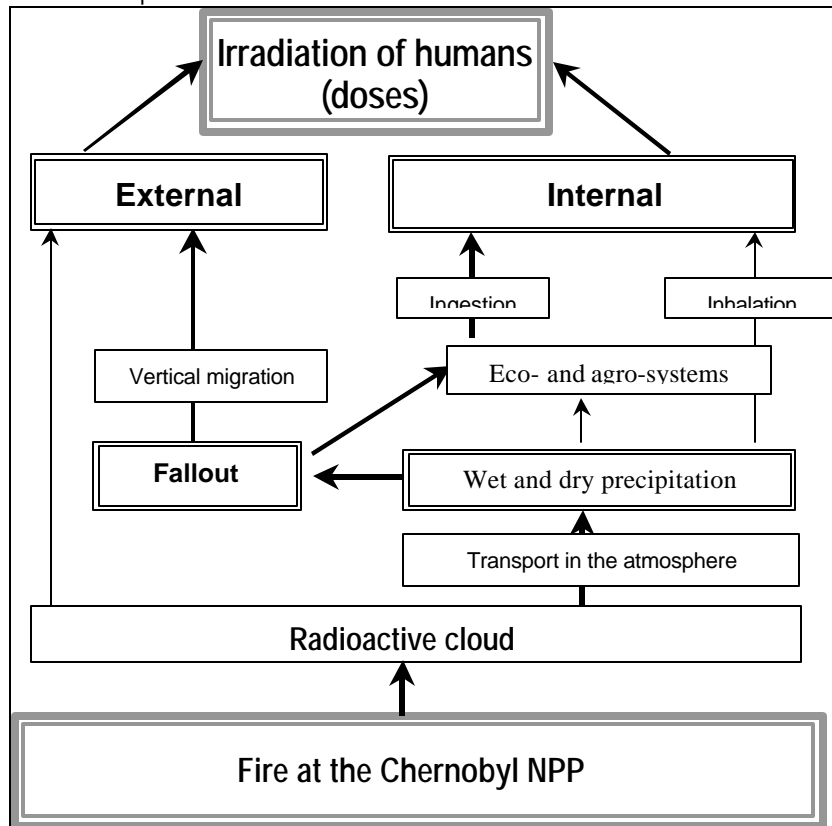 Irradiation of humans
(doses)
External
Internal
Ingestion
Inhalation
Vertical migration
Eco- and agro-systems
Fallout
Wet and dry precipitation
Transport in the atmosphere
Radioactive cloud
Fire at the Chernobyl NPP